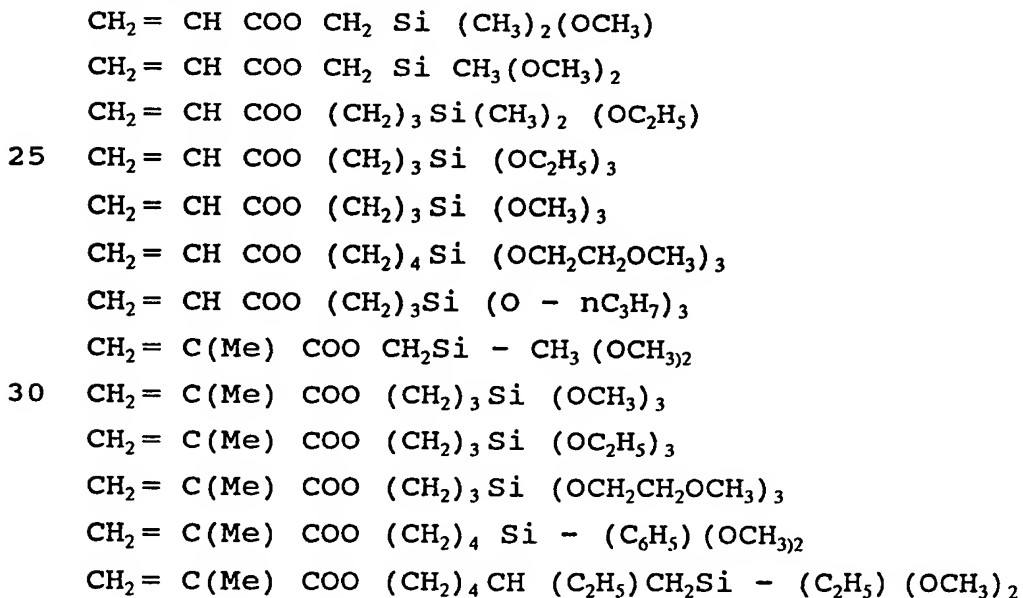 CH₂= CH COO CH₂ Si (CH₃)₂(OCH₃)
CH₂= CH COO CH₂ Si CH₃(OCH₃)₂
CH₂= CH COO (CH₂)₃Si(CH₃)₂ (OC₂H₅)
25 CH₂= CH COO (CH₂)₃Si (OC₂H₅)₃
CH₂= CH COO (CH₂)₃Si (OCH₃)₃
CH₂= CH COO (CH₂)₄Si (OCH₂CH₂OCH₃)₃
CH₂= CH COO (CH₂)₃Si (O - nC₃H₇)₃
CH₂= C(Me) COO CH₂Si - CH₃(OCH₃₎₂
30 CH₂= C(Me) COO (CH₂)₃Si (OCH₃)₃
CH₂= C(Me) COO (CH₂)₃Si (OC₂H₅)₃
CH₂= C(Me) COO (CH₂)₃Si (OCH₂CH₂OCH₃)₃
CH₂= C(Me) COO (CH₂)₄ Si - (C₆H₅)(OCH₃₎₂
CH₂= C(Me) COO (CH₂)₄CH (C₂H₅)CH₂Si - (C₂H₅) (OCH₃)₂